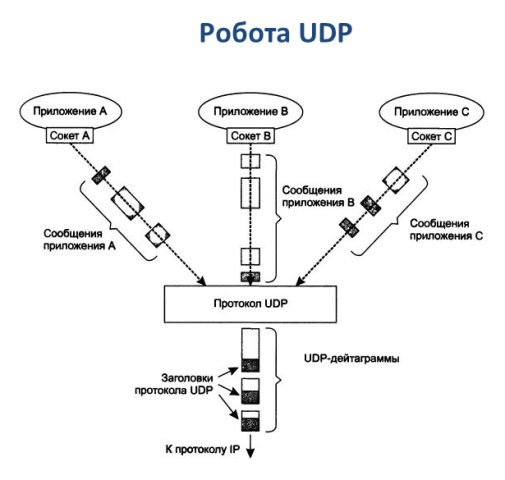 Робота UDP
Приложение А
Приложение В
Приложение С
Сокет А
Сокет В
Сокет С
Сообщения
приложения А
Сообщения
приложения В
Сообщения
приложения С
Протокол UDP
UDP-дейтаграммы
Заголовки
протокола UDP
К протоколу IP